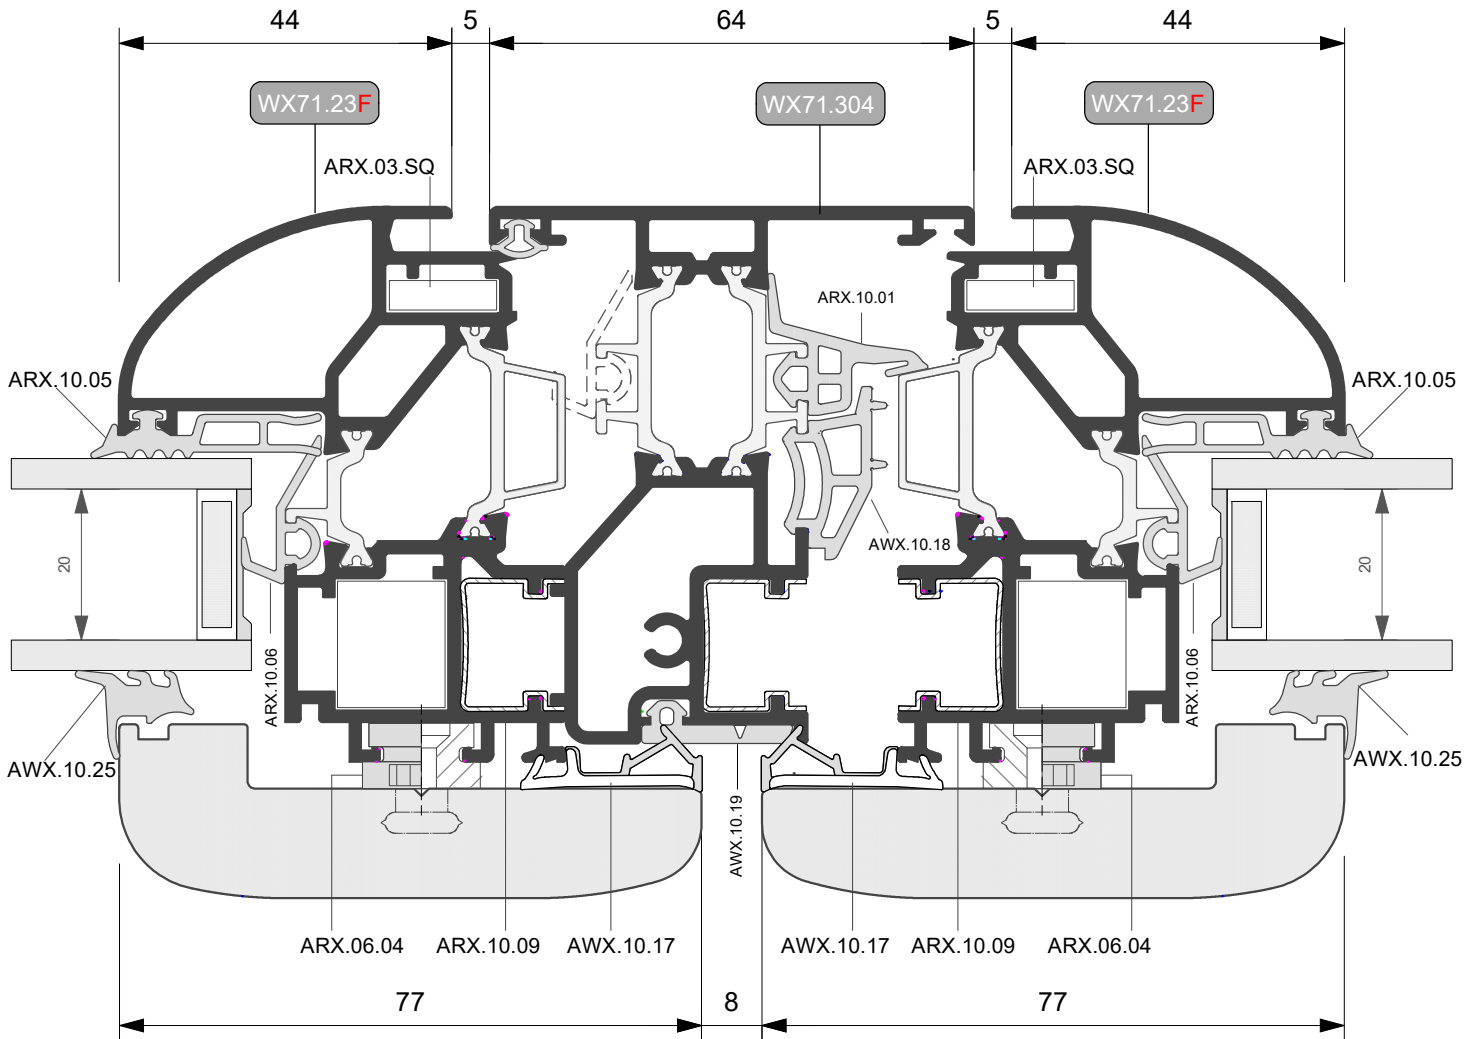 44 5 64 5 44
WX71.23F WX71.304 WX71.23F
ARX.03.SQ ARX.03.SQ
ARX.10.01
ARX.10.05 ARX.10.05
AWX.10.18
20 20
ARX.10.06 ARX.10.06
AWX.10.25 AWX.10.25
AWX.10.19
ARX.06.04 ARX.10.09 AWX.10.17 AWX.10.17 ARX.10.09 ARX.06.04
77 8 77